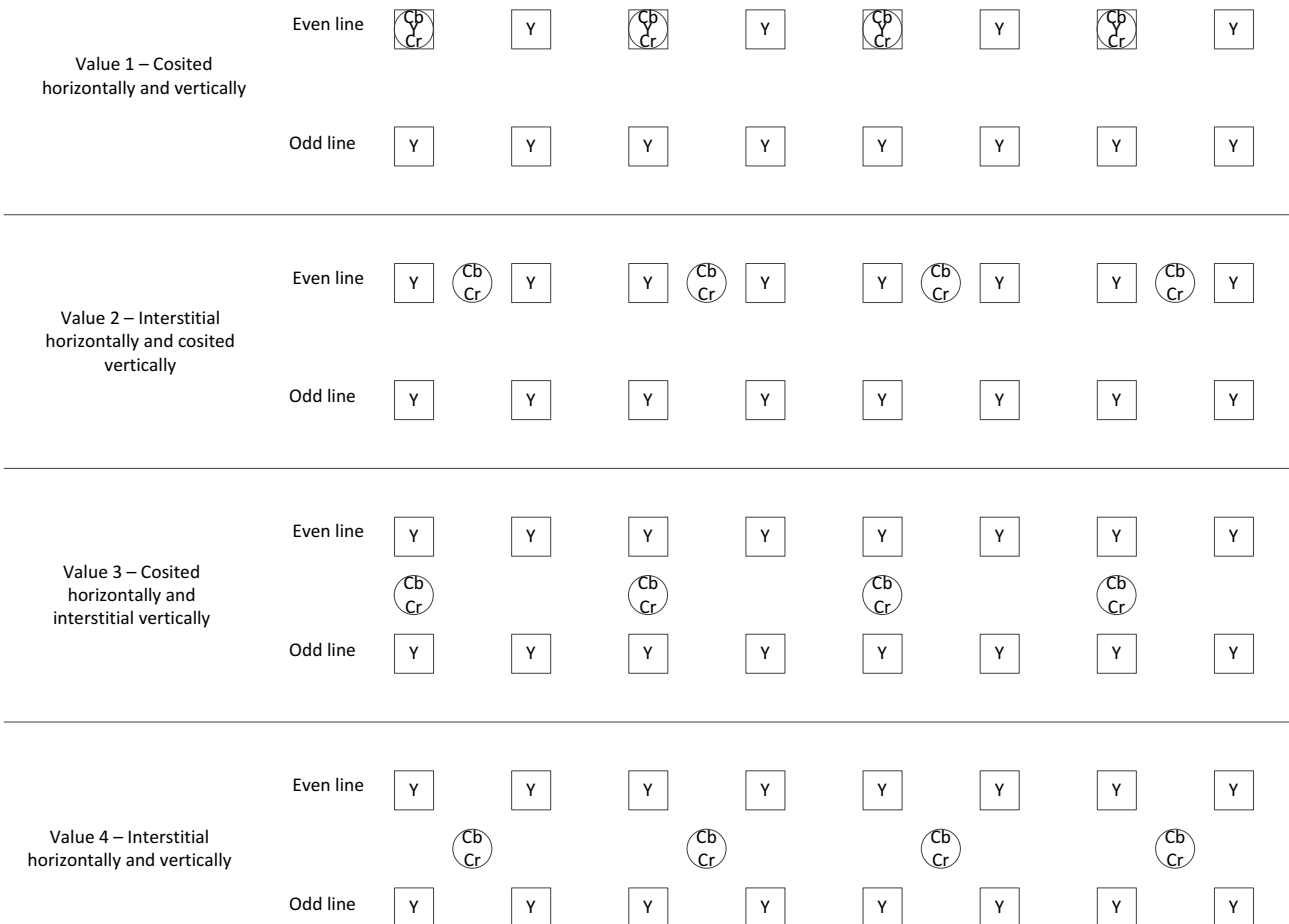 Even line Cb Y Cr Y Cb Y Cr Y Cb Y Cr Y Cb Y Cr Y
Value 1 – Cosited
horizontally and vertically
Odd line Y Y Y Y Y Y Y Y
Even line Y Cb Cr Y Y Cb Cr Y Y Cb Cr Y Y Cb Cr Y
Value 2 – Interstitial
horizontally and cosited
vertically
Odd line Y Y Y Y Y Y Y Y
Even line Y Y Y Y Y Y Y Y
Value 3 – Cosited
horizontally and
interstitial vertically
Cb Cb Cb Cb
Cr Cr Cr Cr
Odd line Y Y Y Y Y Y Y Y
Even line Y Y Y Y Y Y Y Y
Value 4 – Interstitial
horizontally and vertically
Cb Cb Cb Cb
Cr Cr Cr Cr
Odd line Y Y Y Y Y Y Y Y